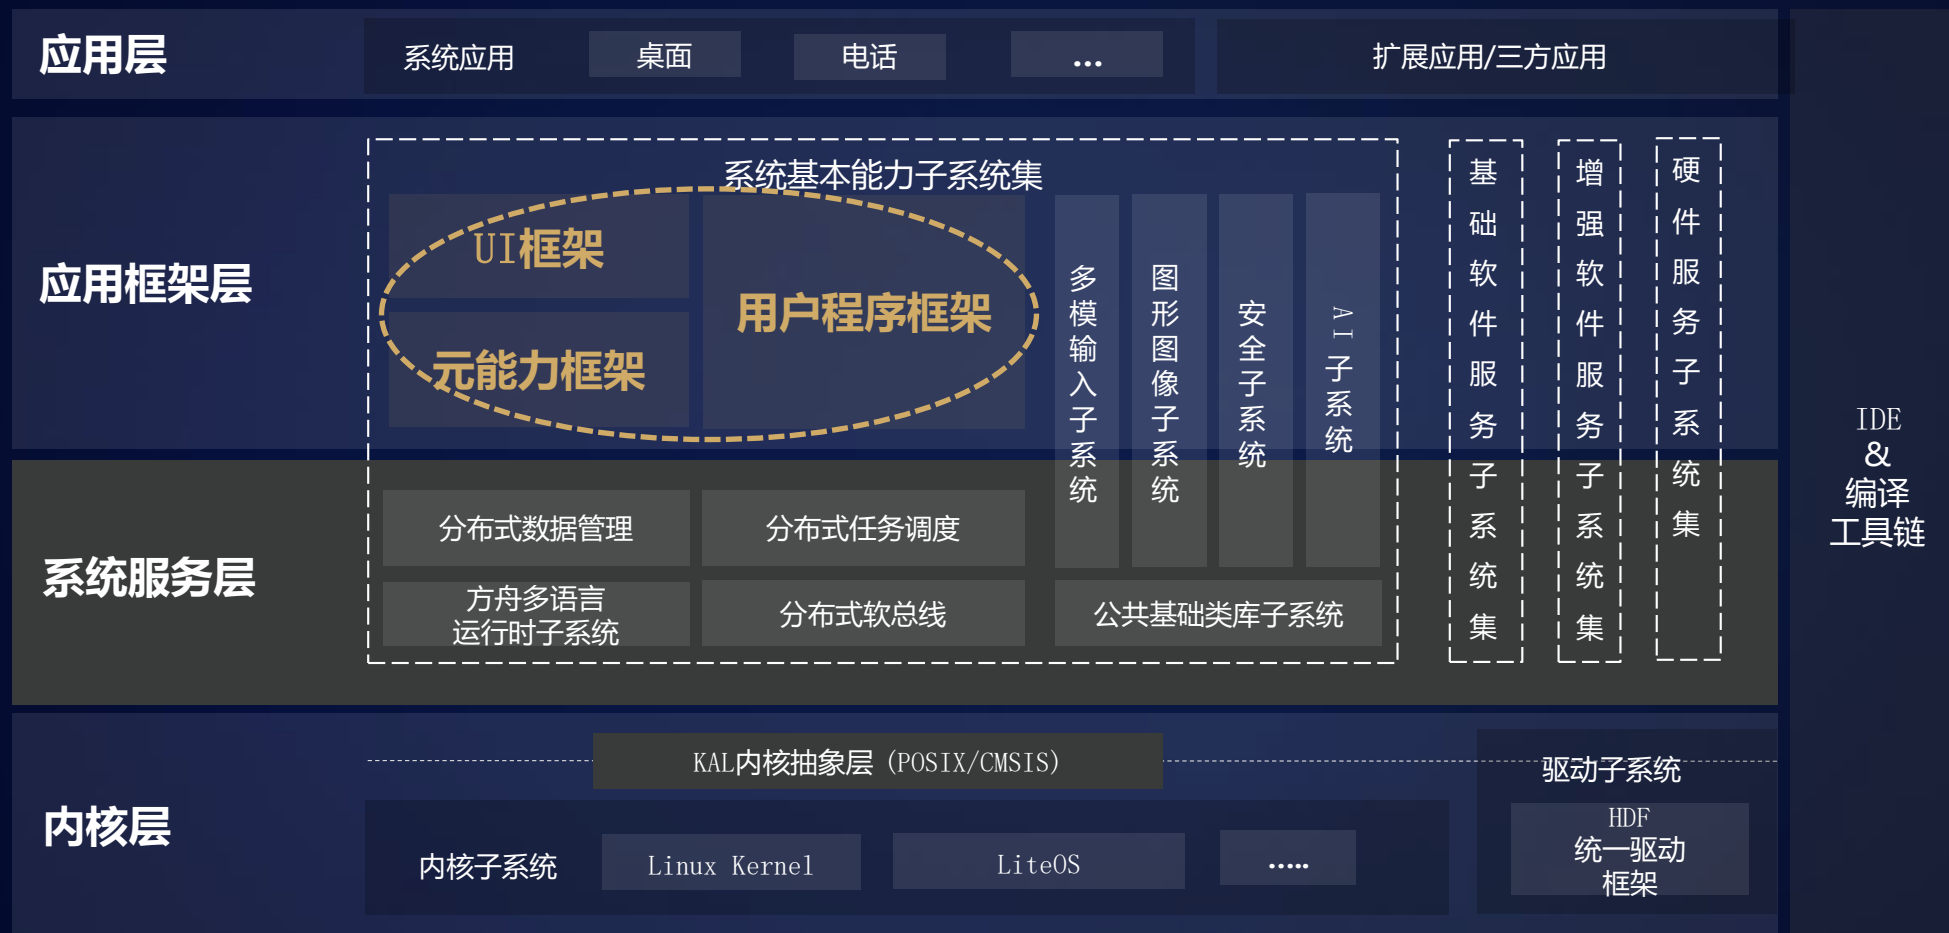 应用层
系统应用
桌面
电话
...
扩展应用/三方应用
应用框架层
系统基本能力子系统集
UI框架
元能力框架
用户程序框架
多模输入子系统
图形图像子系统
安全子系统
AI子系统
基础软件服务子系统集
增强软件服务子系统集
硬件服务子系统集
系统服务层
分布式数据管理
分布式任务调度
方舟多语言
运行时子系统
分布式软总线
公共基础类库子系统
内核层
KAL内核抽象层（POSIX/CMSIS）
内核子系统
Linux Kernel
LiteOS
.....
驱动子系统
HDF
统一驱动
框架
IDE
&
编译
工具链